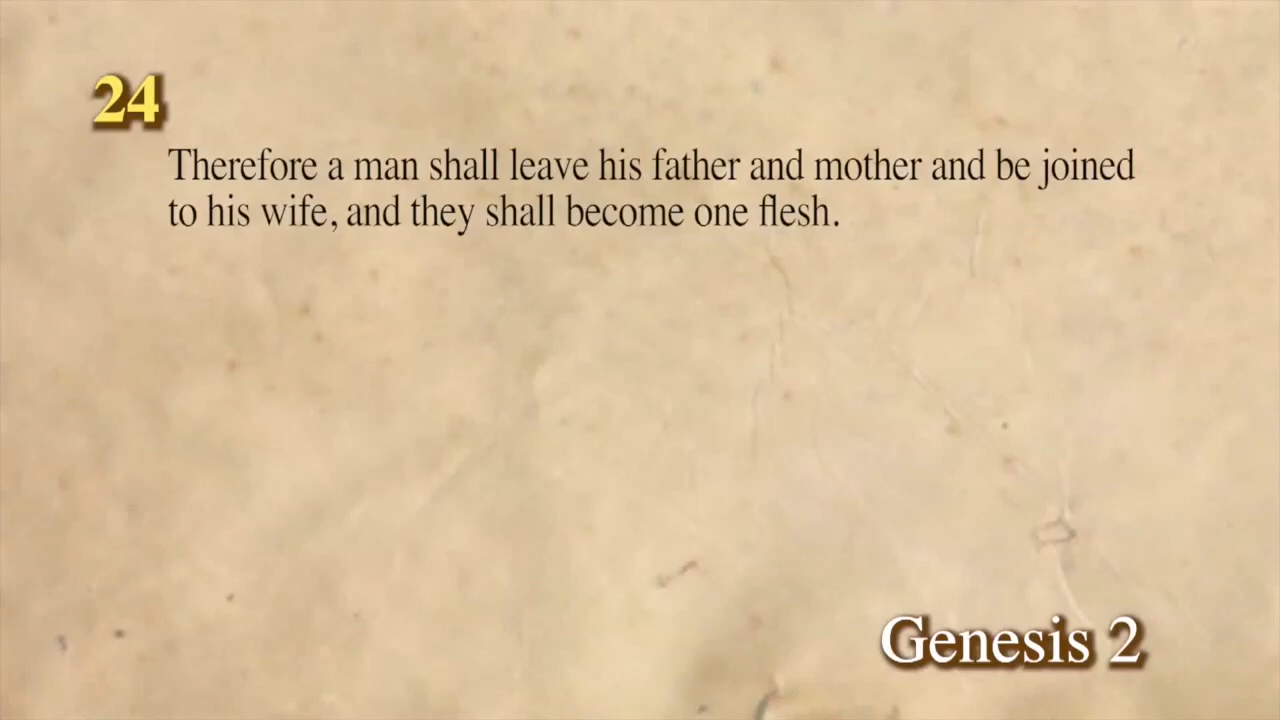 24
Therefore a man shall leave his father and mother and be joined
to his wife, and they shall become one flesh.
Genesis 2